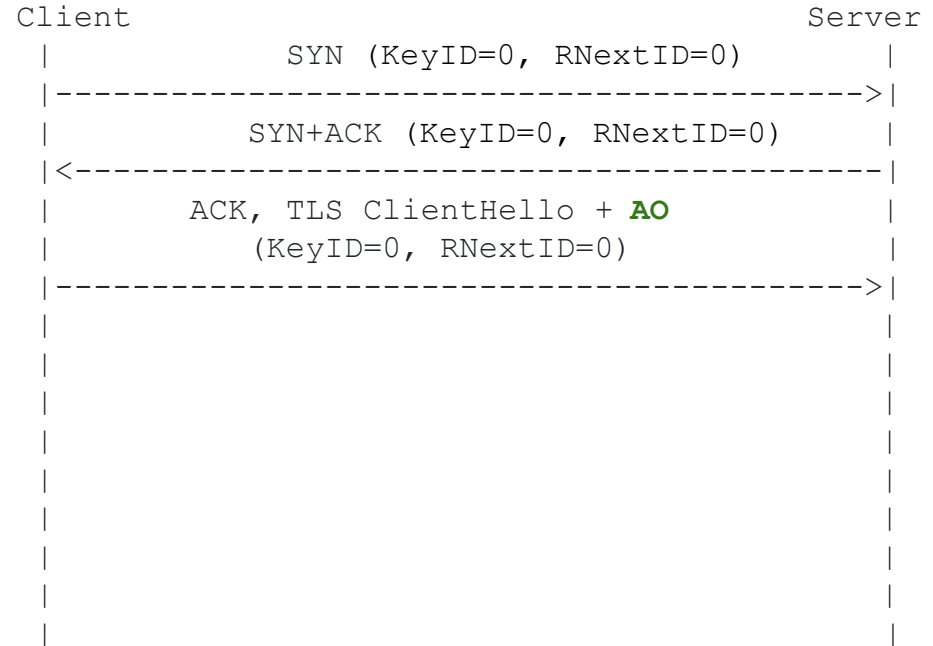 Client Server
SYN (KeyID=0, RNextID=0)
SYN+ACK (KeyID=0, RNextID=0)
ACK, TLS ClientHello + AO
(KeyID=0, RNextID=0)